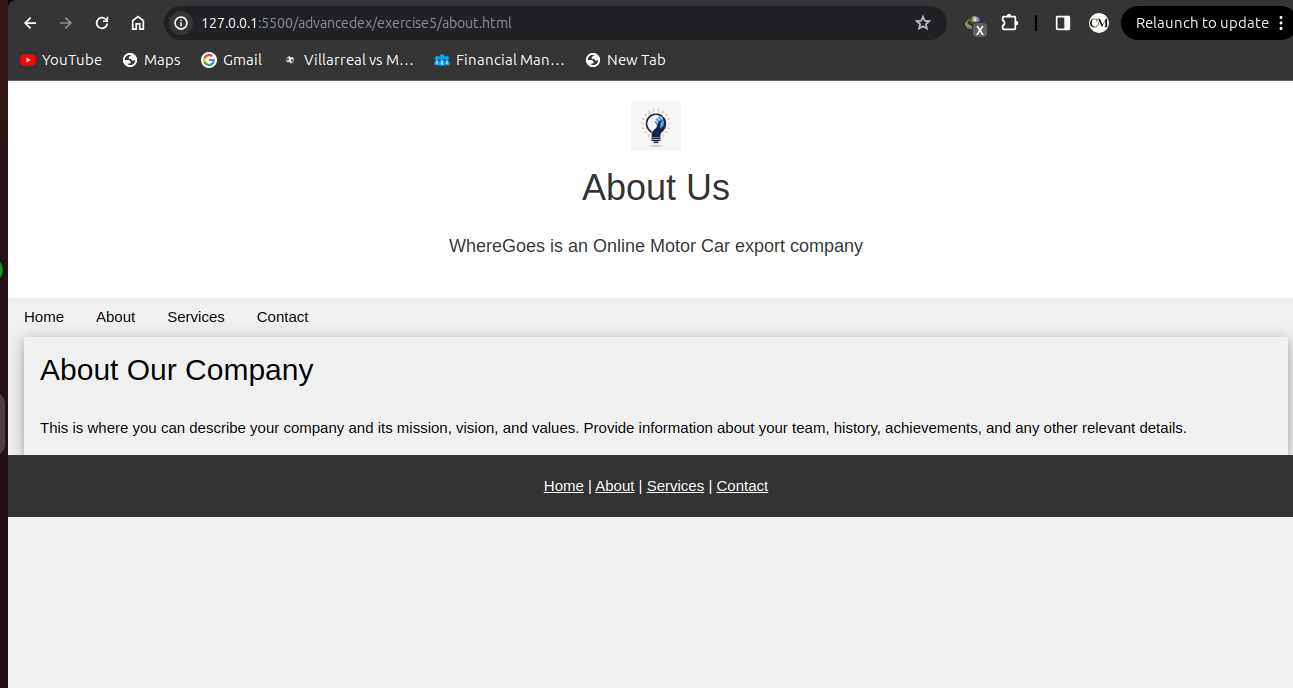 127.0.0.1:5500/advancedex/exercise5/about.html
X
CM
Relaunch to update
YouTube Maps Gmail Villarreal vs M… Financial Man… New Tab
About Us
WhereGoes is an Online Motor Car export company
Home About Services Contact
About Our Company
This is where you can describe your company and its mission, vision, and values. Provide information about your team, history, achievements, and any other relevant details.
Home | About | Services | Contact